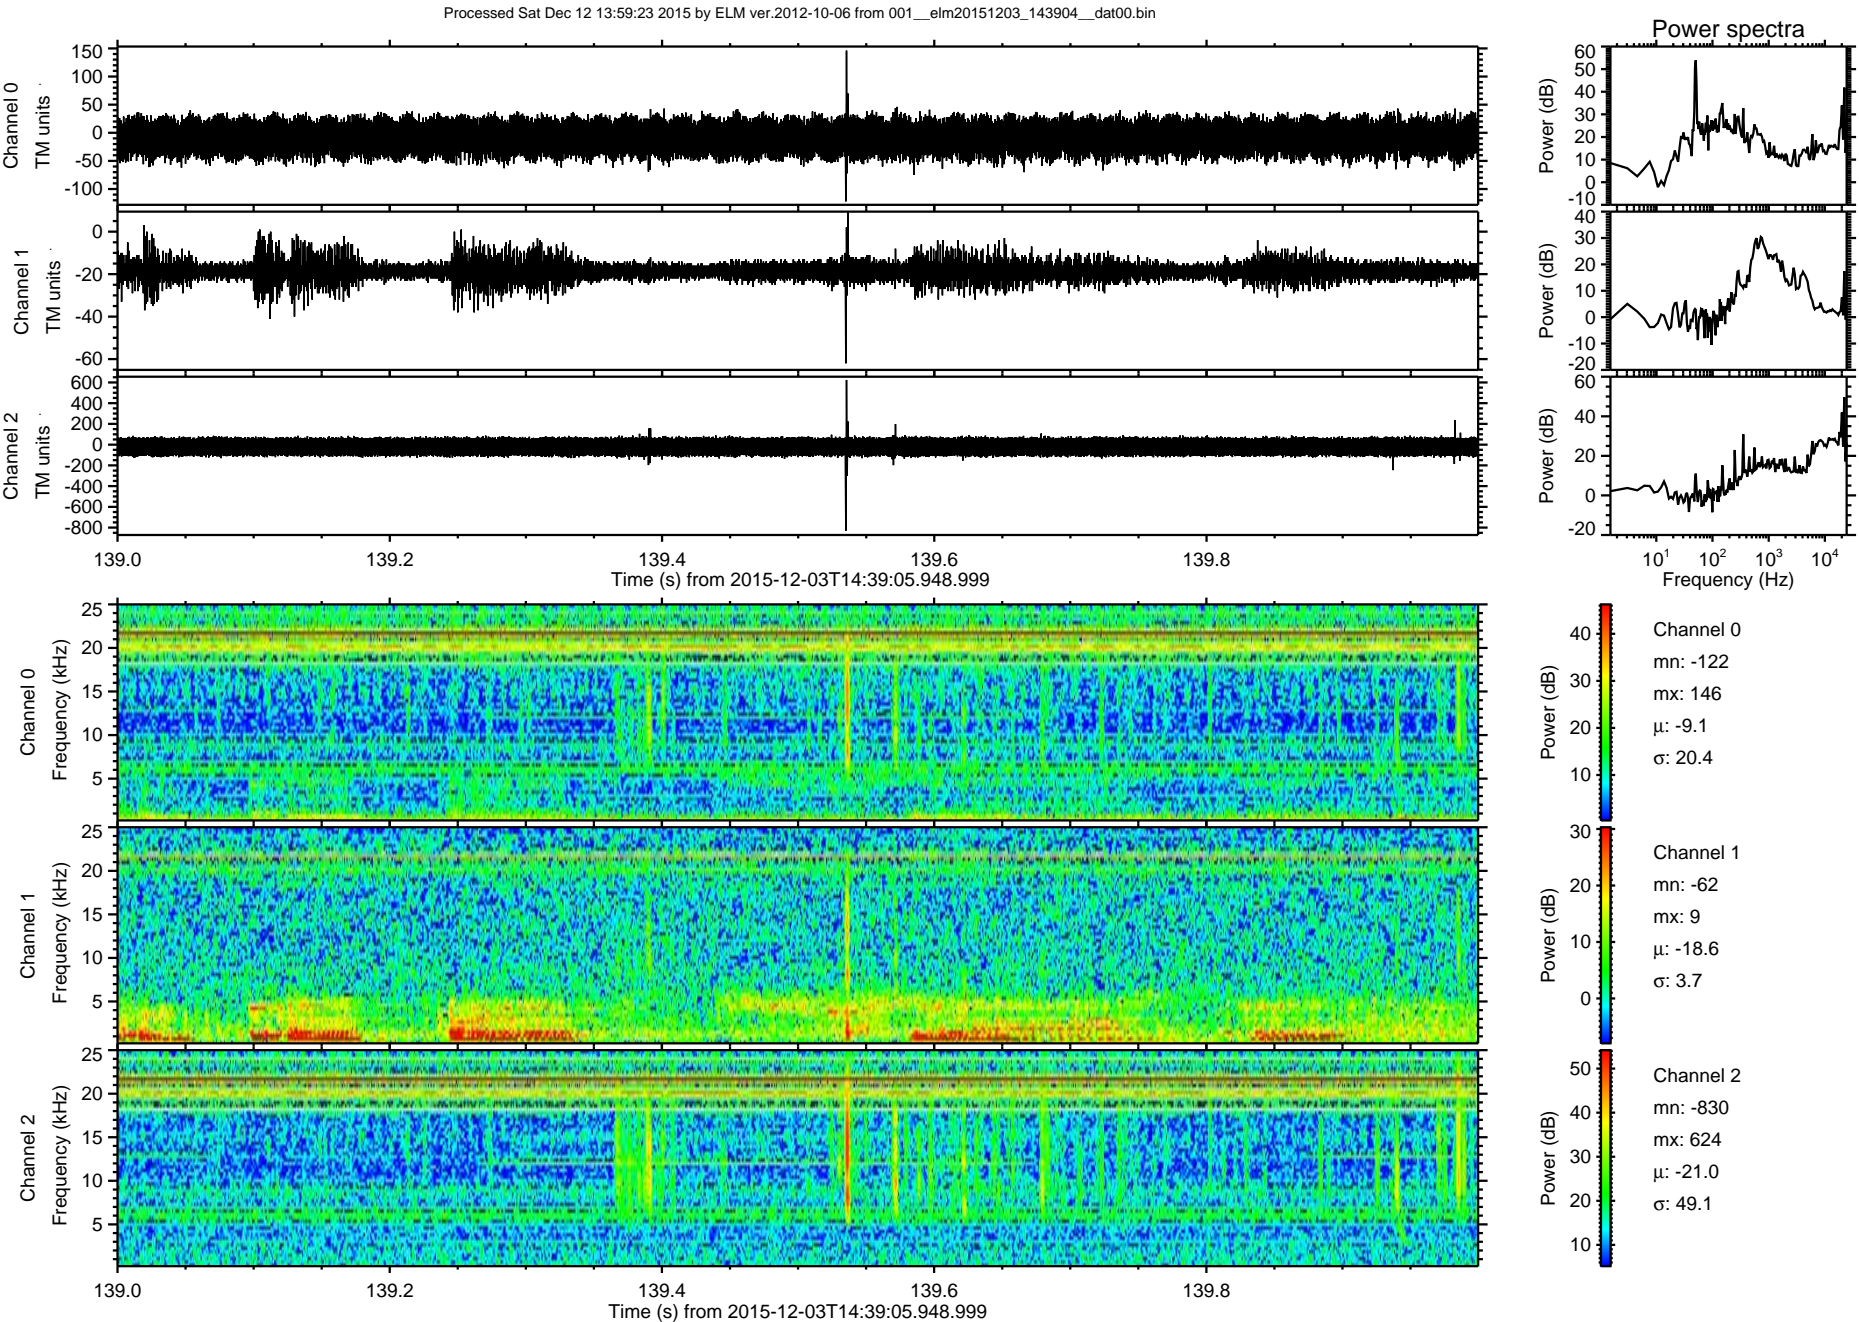 Processed Sat Dec 12 13:59:23 2015 by ELM ver.2012-10-06 from 001__elm20151203_143904__dat00.bin
Power spectra
Channel 0
TM units
150
100
50
0
-50
-100
Power (dB)
60
50
40
30
20
10
0
-10
Channel 1
TM units
0
-20
-40
-60
Power (dB)
40
30
20
10
0
-10
-20
Channel 2
TM units
600
400
200
0
-200
-400
-600
-800
Power (dB)
60
40
20
0
-20
139.0 139.2 139.4 139.6 139.8
Time (s) from 2015-12-03T14:39:05.948.999
10¹ 10² 10³ 10⁴
Frequency (Hz)
Channel 0
Frequency (kHz)
25
20
15
10
5
Power (dB)
40
30
20
10
Channel 0
mn: -122
mx: 146
μ: -9.1
σ: 20.4
Channel 1
Frequency (kHz)
25
20
15
10
5
Power (dB)
30
20
10
0
Channel 1
mn: -62
mx: 9
μ: -18.6
σ: 3.7
Channel 2
Frequency (kHz)
25
20
15
10
5
Power (dB)
50
40
30
20
10
Channel 2
mn: -830
mx: 624
μ: -21.0
σ: 49.1
139.0 139.2 139.4 139.6 139.8
Time (s) from 2015-12-03T14:39:05.948.999